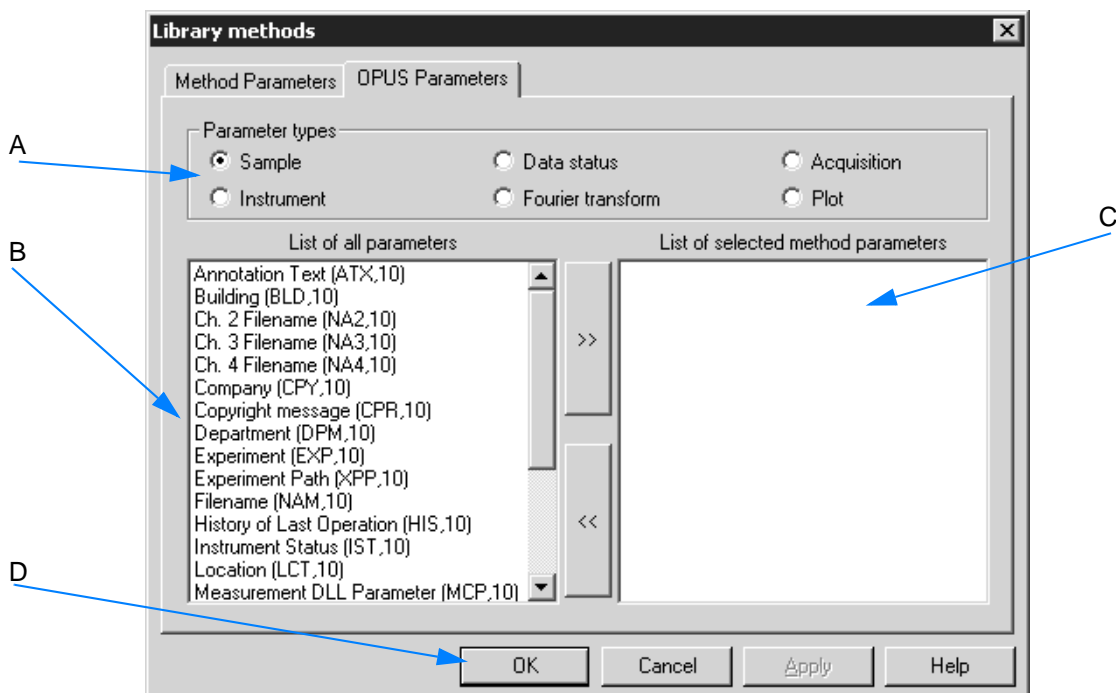 Library methods
Method Parameters
OPUS Parameters
A
Parameter types
Sample
Data status
Acquisition
Instrument
Fourier transform
Plot
B
List of all parameters
List of selected method parameters
C
Annotation Text (ATX,10)
Building (BLD,10)
Ch. 2 Filename (NA2,10)
Ch. 3 Filename (NA3,10)
Ch. 4 Filename (NA4,10)
Company (CPY,10)
Copyright message (CPR,10)
Department (DPM,10)
Experiment (EXP,10)
Experiment Path (XPP,10)
Filename (NAM,10)
History of Last Operation (HIS,10)
Instrument Status (IST,10)
Location (LCT,10)
Measurement DLL Parameter (MCP,10)
>>
<<
D
OK
Cancel
Apply
Help